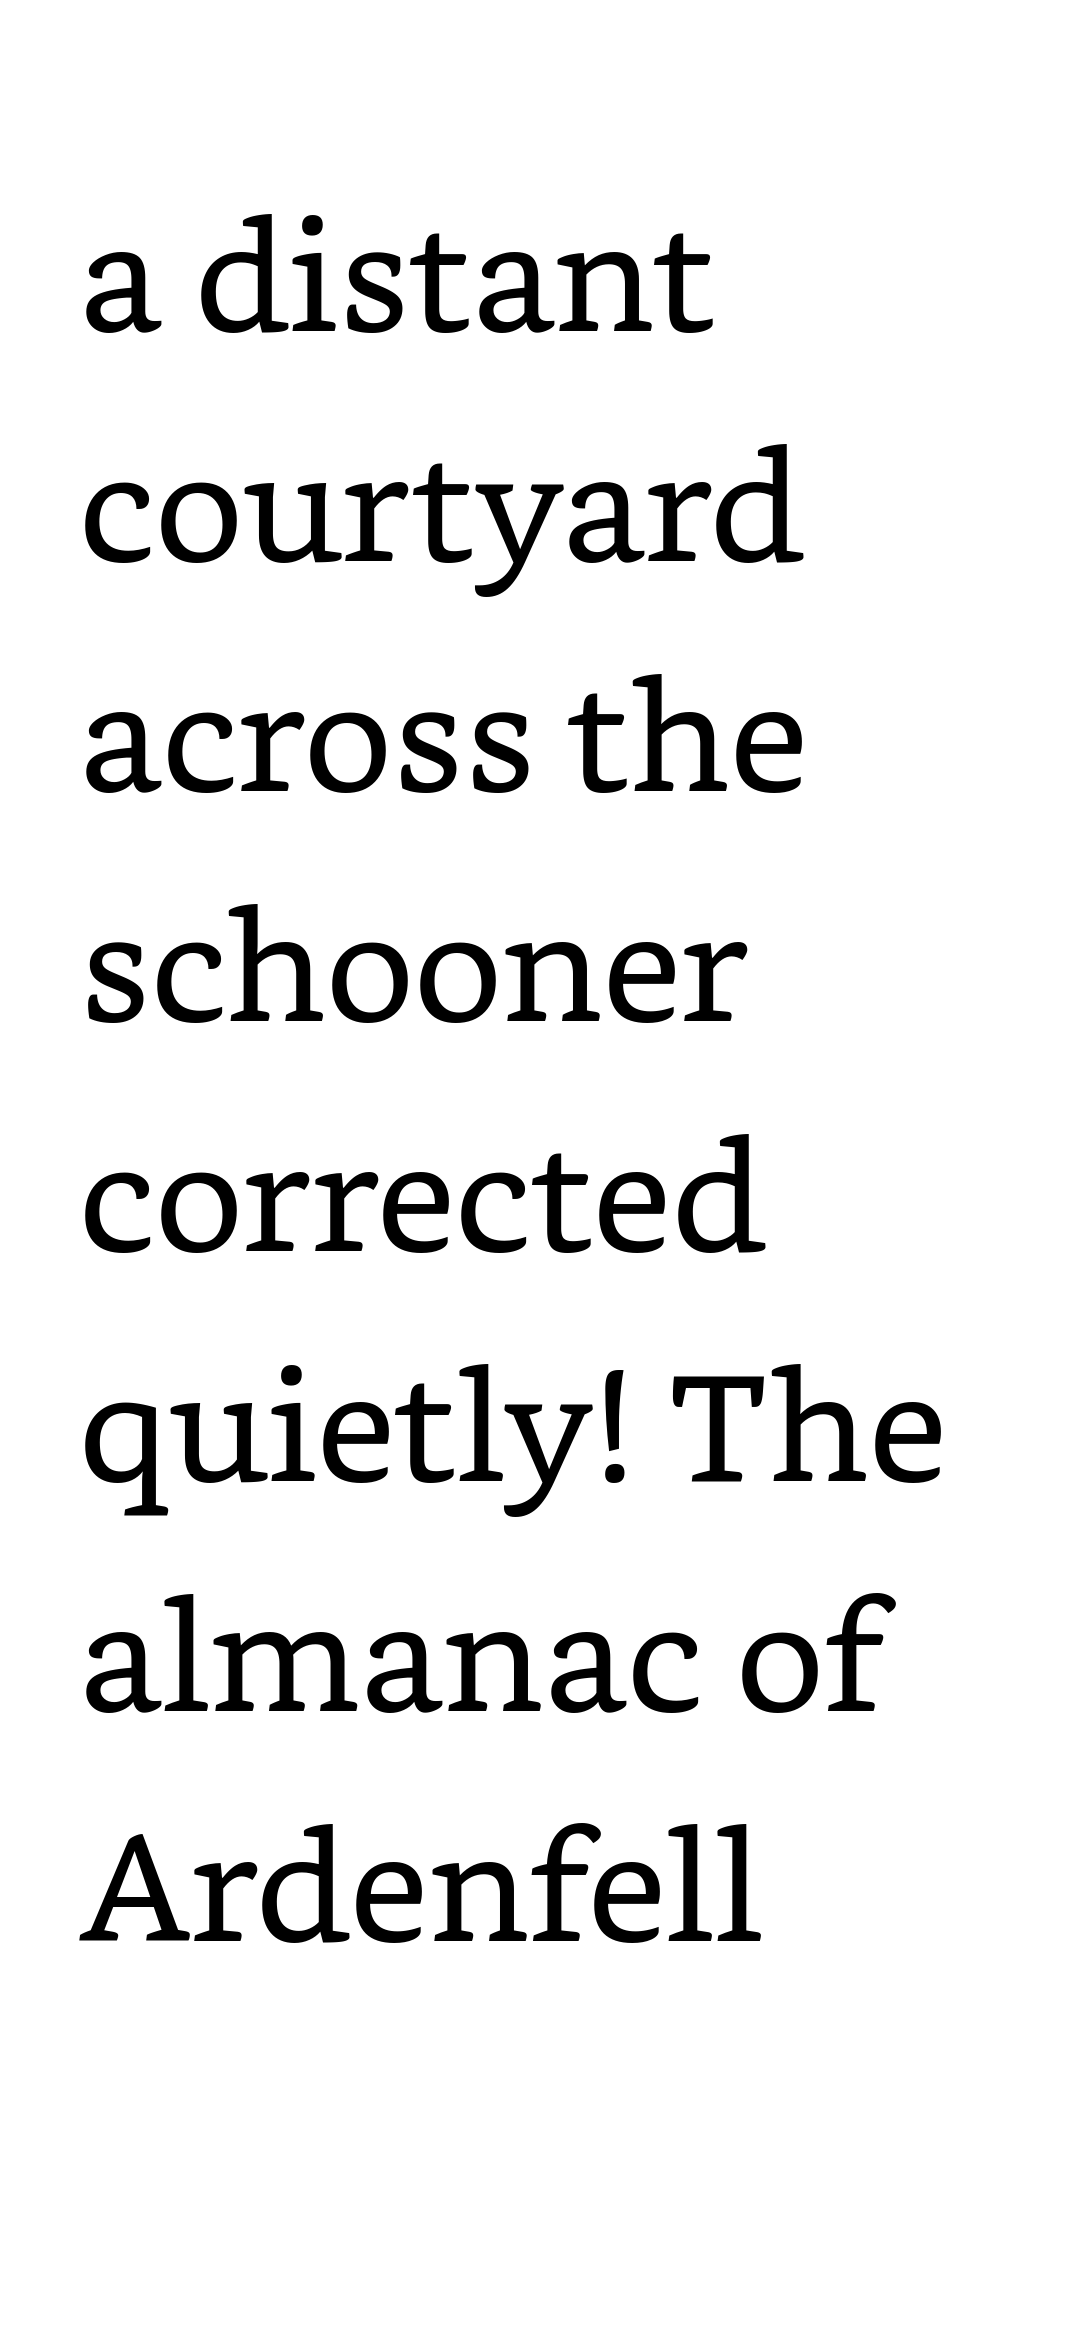 a distant
courtyard
across the
schooner
corrected
quietly! The
almanac of
Ardenfell